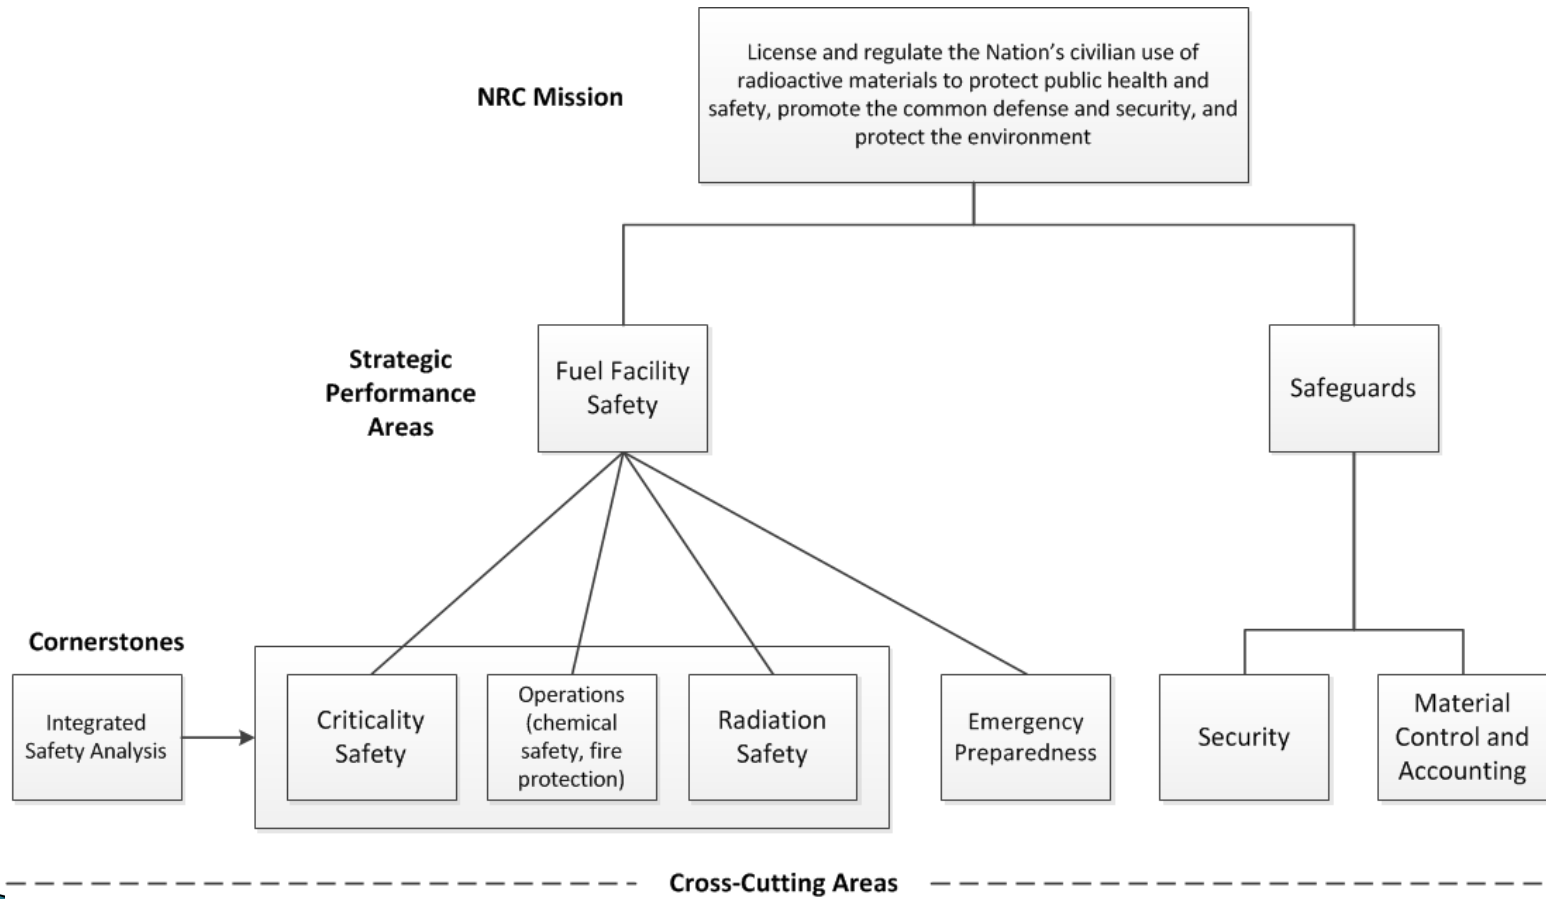 License and regulate the Nation’s civilian use of
radioactive materials to protect public health and
safety, promote the common defense and security, and
protect the environment
NRC Mission
Strategic
Performance
Areas
Fuel Facility
Safety
Safeguards
Cornerstones
Integrated
Safety Analysis
Criticality
Safety
Operations
(chemical
safety, fire
protection)
Radiation
Safety
Emergency
Preparedness
Security
Material
Control and
Accounting
Cross-Cutting Areas